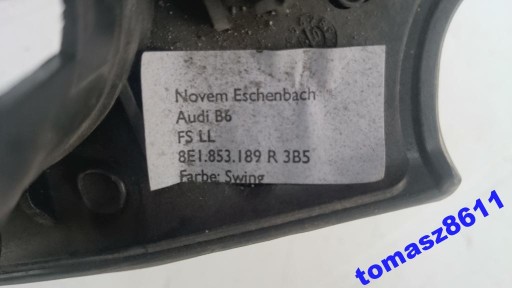 Novem Eschenbach
Audi B6
FS LL
8E1.853.189 R 3B5
Farbe: Swing
tomasz8611